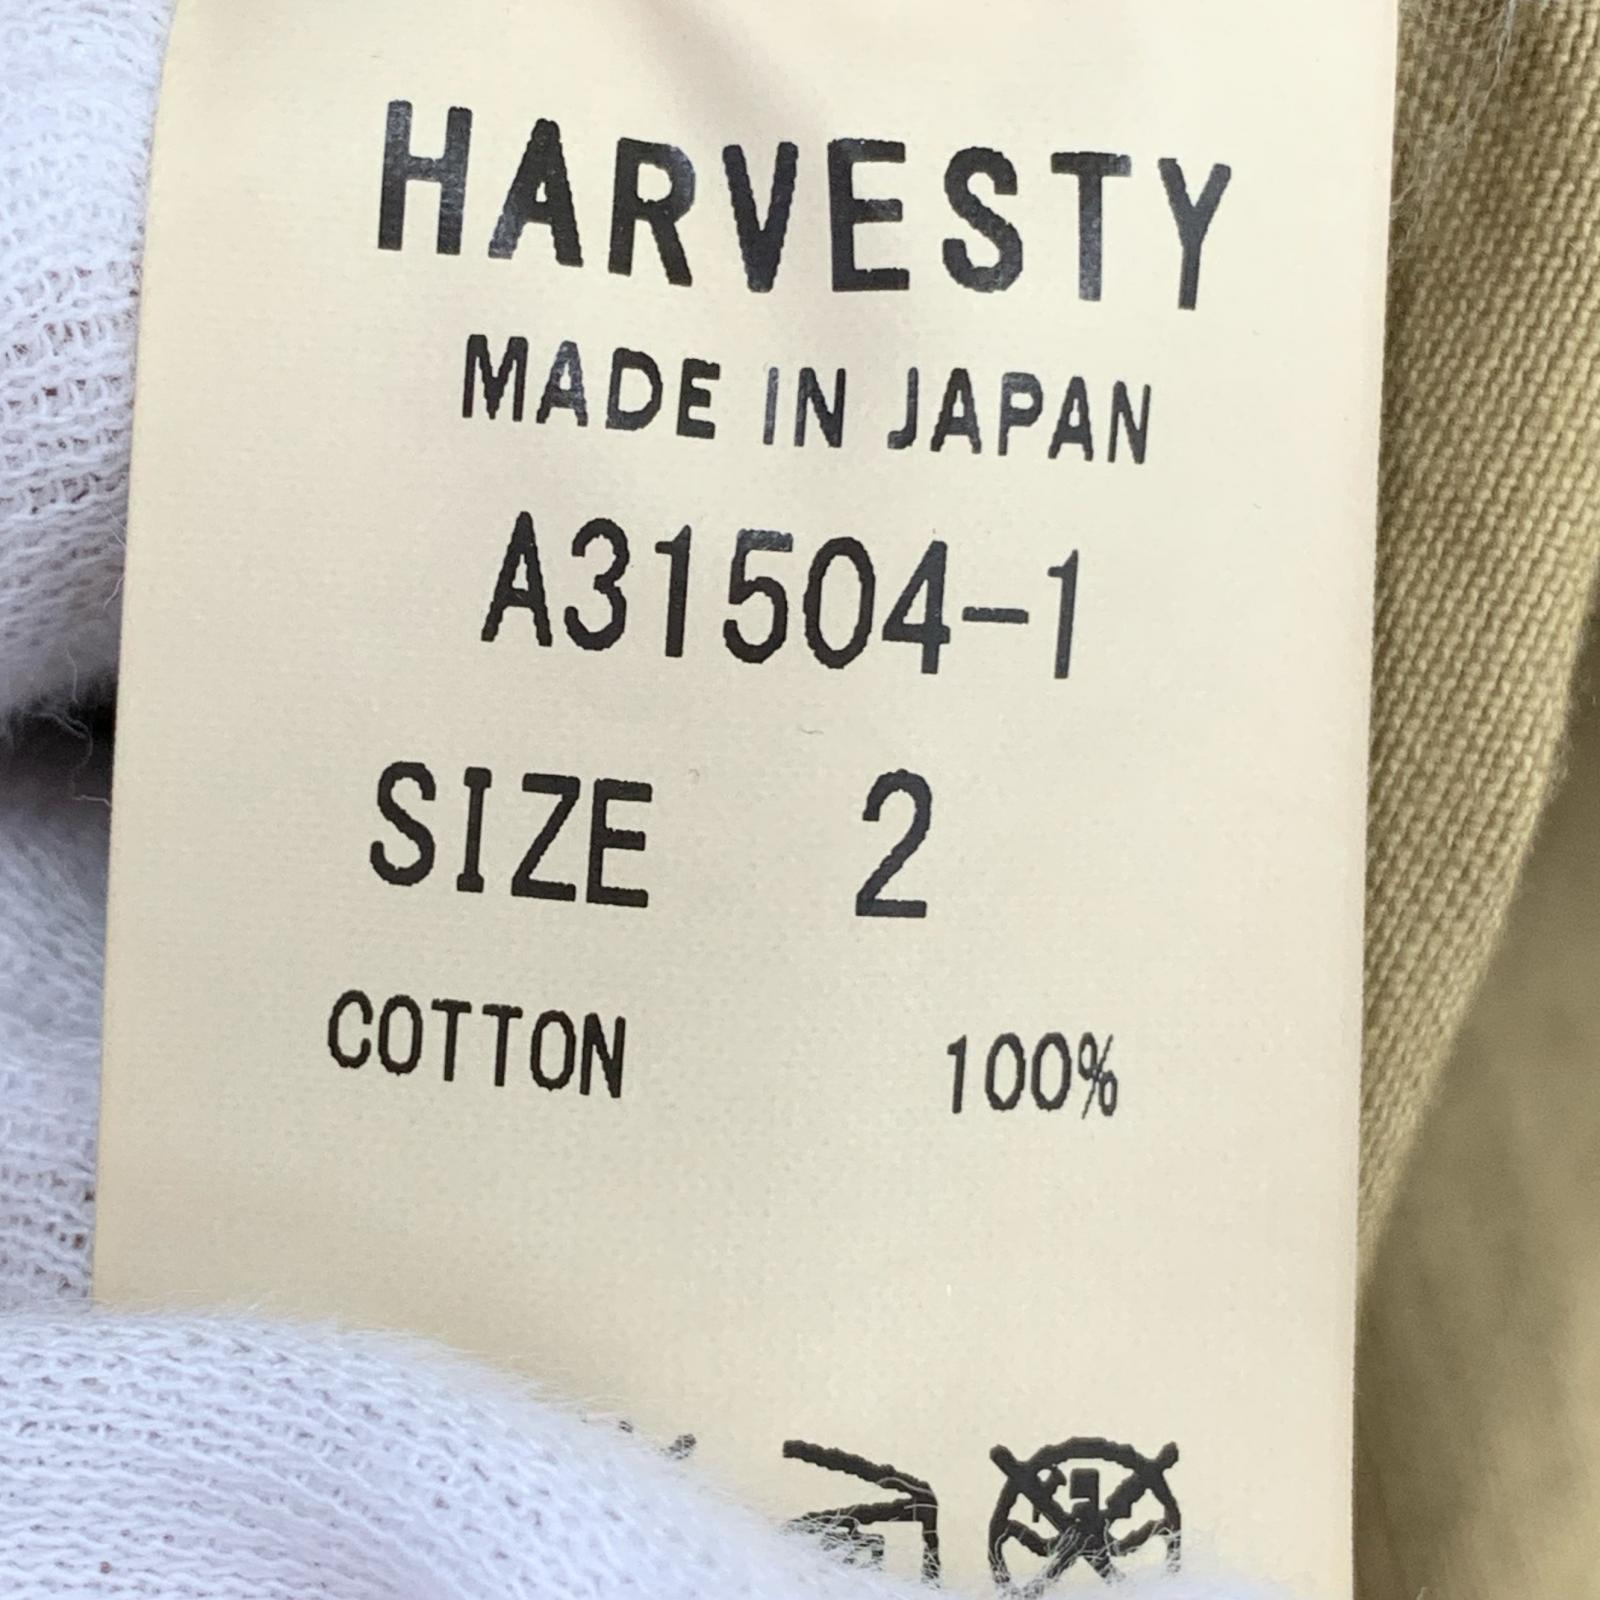 HARVESTY
MADE IN JAPAN
A31504-1
SIZE 2
COTTON 100%